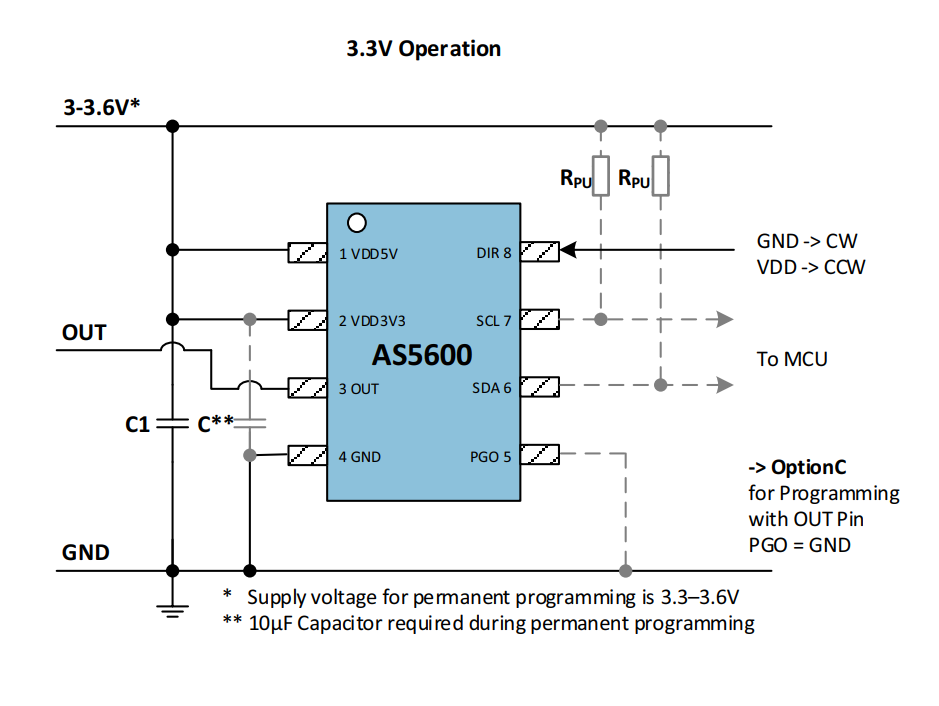 3.3V Operation
3-3.6V*
RPU RPU
GND -> CW
VDD -> CCW
1 VDD5V
DIR 8
2 VDD3V3
SCL 7
OUT
AS5600
To MCU
3 OUT
SDA 6
C1
C**
4 GND
PGO 5
-> OptionC
for Programming
with OUT Pin
PGO = GND
GND
* Supply voltage for permanent programming is 3.3–3.6V
** 10µF Capacitor required during permanent programming